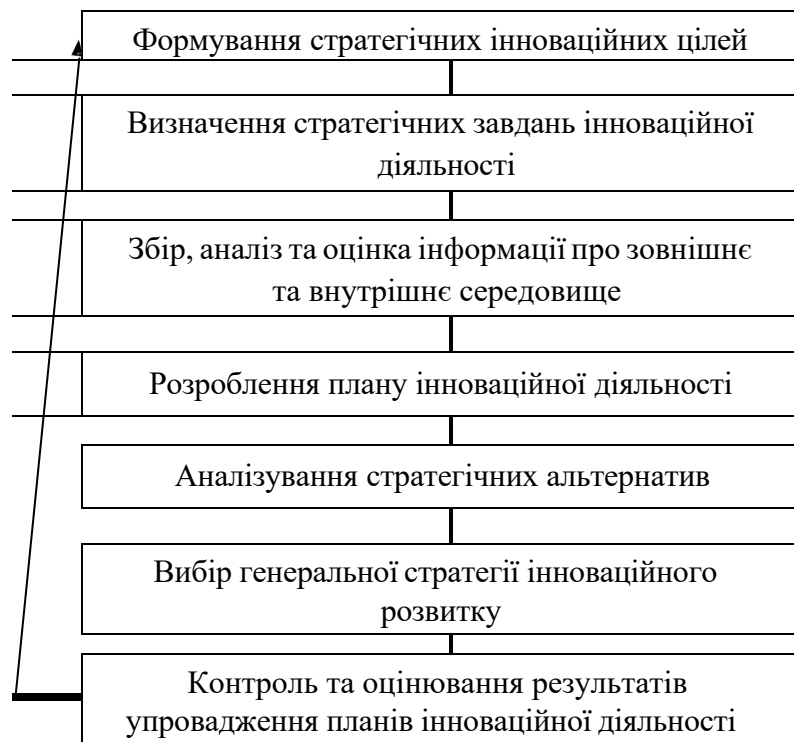 Формування стратегічних інноваційних цілей
Визначення стратегічних завдань інноваційної
діяльності
Збір, аналіз та оцінка інформації про зовнішнє
та внутрішнє середовище
Розроблення плану інноваційної діяльності
Аналізування стратегічних альтернатив
Вибір генеральної стратегії інноваційного
розвитку
Контроль та оцінювання результатів
упровадження планів інноваційної діяльності